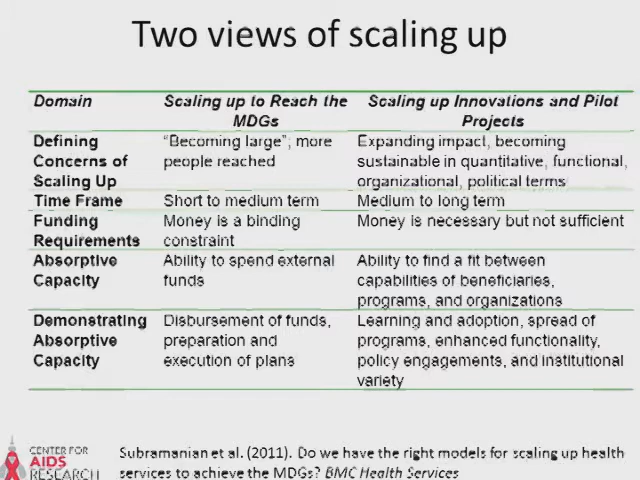 Two views of scaling up
Domain
Scaling up to Reach the
MDGs
Scaling up Innovations and Pilot
Projects
Defining
Concerns of
Scaling Up
"Becoming large"; more
people reached
Expanding impact, becoming
sustainable in quantitative, functional,
organizational, political terms
Time Frame
Short to medium term
Medium to long term
Funding
Requirements
Money is a binding
constraint
Money is necessary but not sufficient
Absorptive
Capacity
Ability to spend external
funds
Ability to find a fit between
capabilities of beneficiaries,
programs, and organizations
Demonstrating
Absorptive
Capacity
Disbursement of funds,
preparation and
execution of plans
Learning and adoption, spread of
programs, enhanced functionality,
policy engagements, and institutional
variety
CENTER FOR
AIDS
RESEARCH
Subramanian et al. (2011). Do we have the right models for scaling up health
services to achieve the MDGs? BMC Health Services